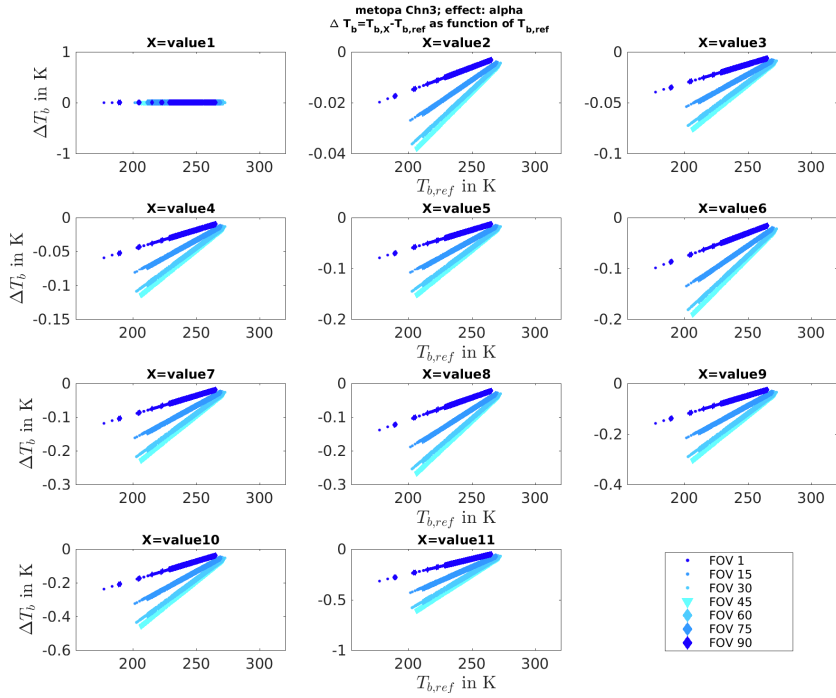 metopa Chn3; effect: alpha
Δ T_b=T_b,X-T_b,ref as function of T_b,ref
X=value1
X=value2
X=value3
1
0
-1
ΔT_b in K
200 250 300
0
-0.02
-0.04
200 250 300
T_b,ref in K
0
-0.05
-0.1
200 250 300
X=value4
X=value5
X=value6
0
-0.05
-0.1
-0.15
ΔT_b in K
200 250 300
0
-0.1
-0.2
200 250 300
T_b,ref in K
0
-0.1
-0.2
200 250 300
X=value7
X=value8
X=value9
0
-0.1
-0.2
-0.3
ΔT_b in K
200 250 300
0
-0.1
-0.2
-0.3
200 250 300
T_b,ref in K
0
-0.2
-0.4
200 250 300
X=value10
X=value11
0
-0.2
-0.4
-0.6
ΔT_b in K
200 250 300
0
-0.5
-1
200 250 300
T_b,ref in K
FOV 1
FOV 15
FOV 30
FOV 45
FOV 60
FOV 75
FOV 90